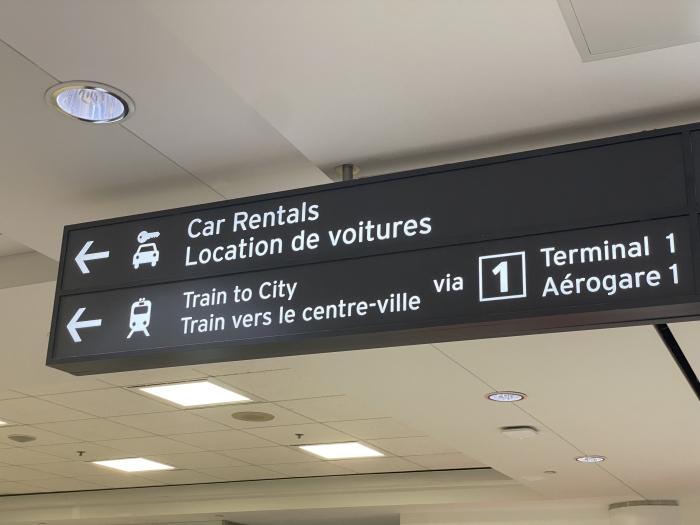 Car Rentals
Location de voitures
Train to City
Train vers le centre-ville
via
1
Terminal 1
Aérogare 1